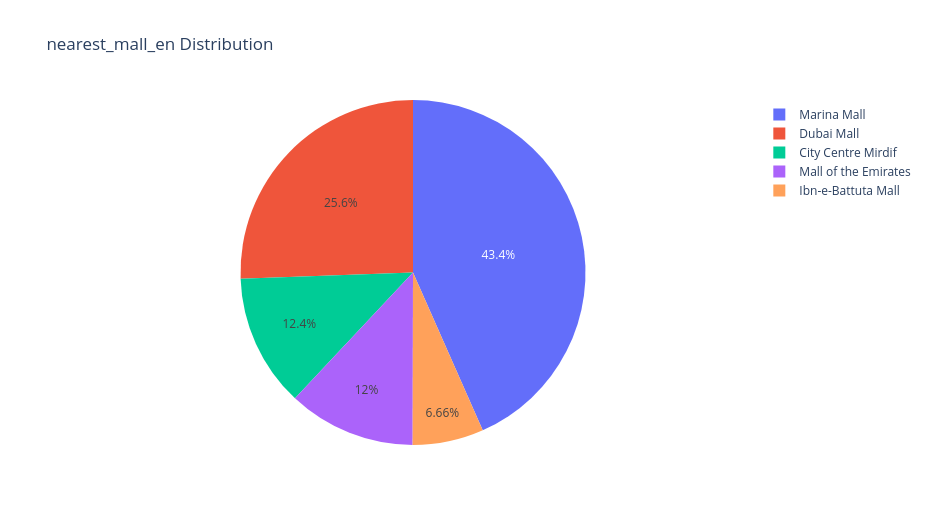 nearest_mall_en Distribution
Marina Mall
Dubai Mall
City Centre Mirdif
Mall of the Emirates
Ibn-e-Battuta Mall
25.6%
43.4%
12.4%
12%
6.66%